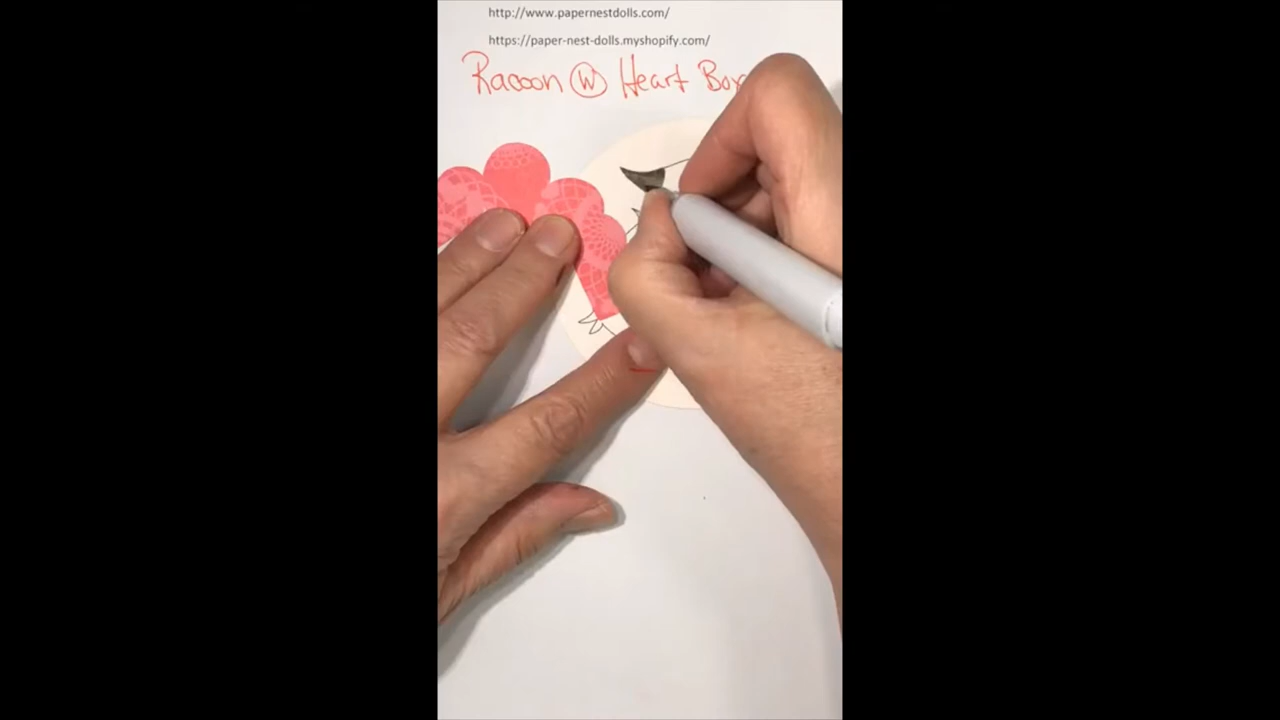 http://www.papernestdolls.com/
https://paper-nest-dolls.myshopify.com/
Racoon W Heart Box